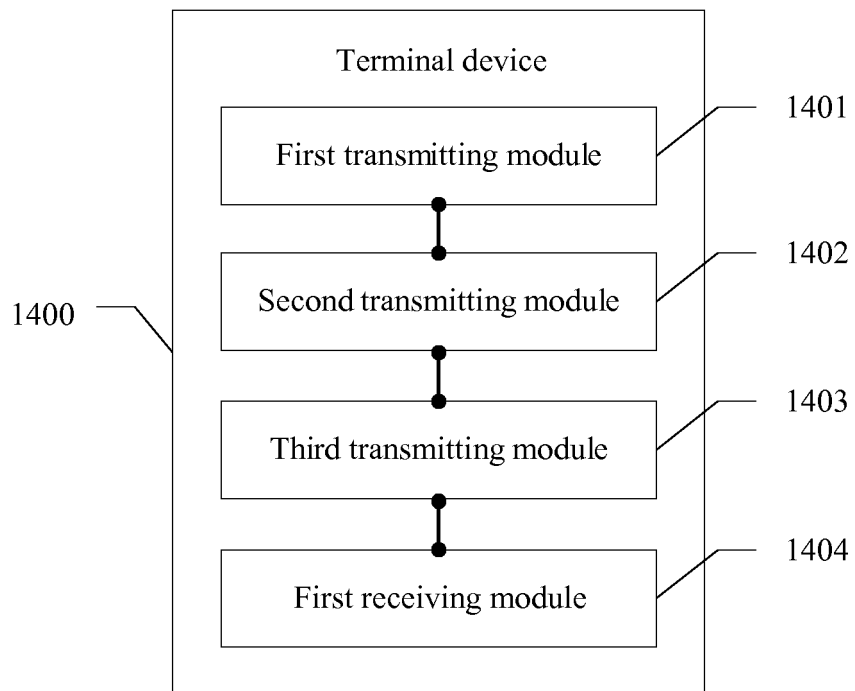 Terminal device
1401
First transmitting module
1402
Second transmitting module
1400
1403
Third transmitting module
1404
First receiving module